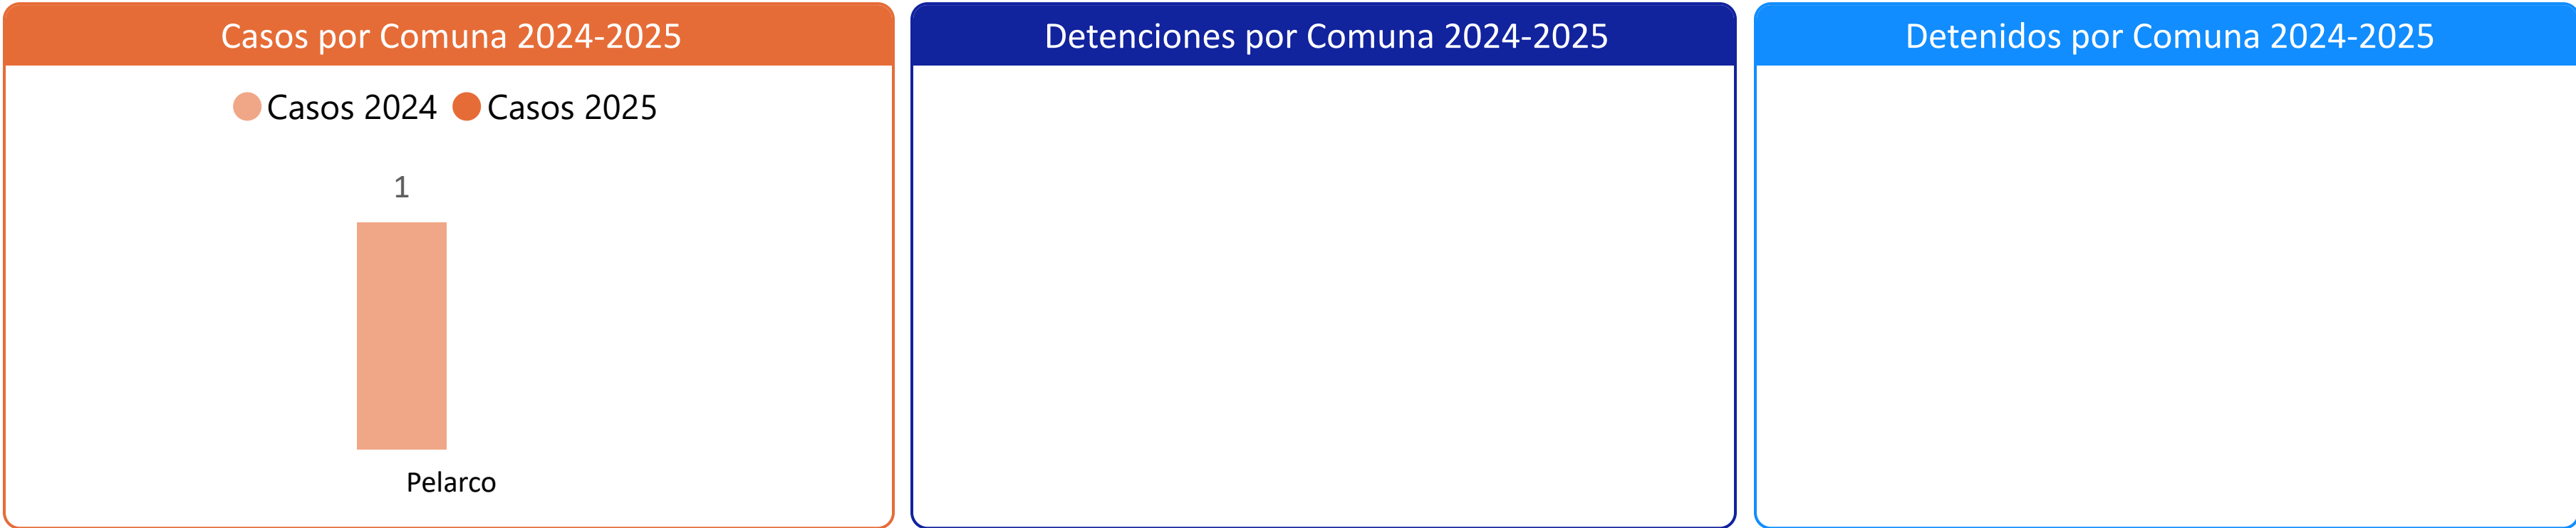 Casos por Comuna 2024-2025
Casos 2024 Casos 2025
1
Pelarco
Detenciones por Comuna 2024-2025
Detenidos por Comuna 2024-2025